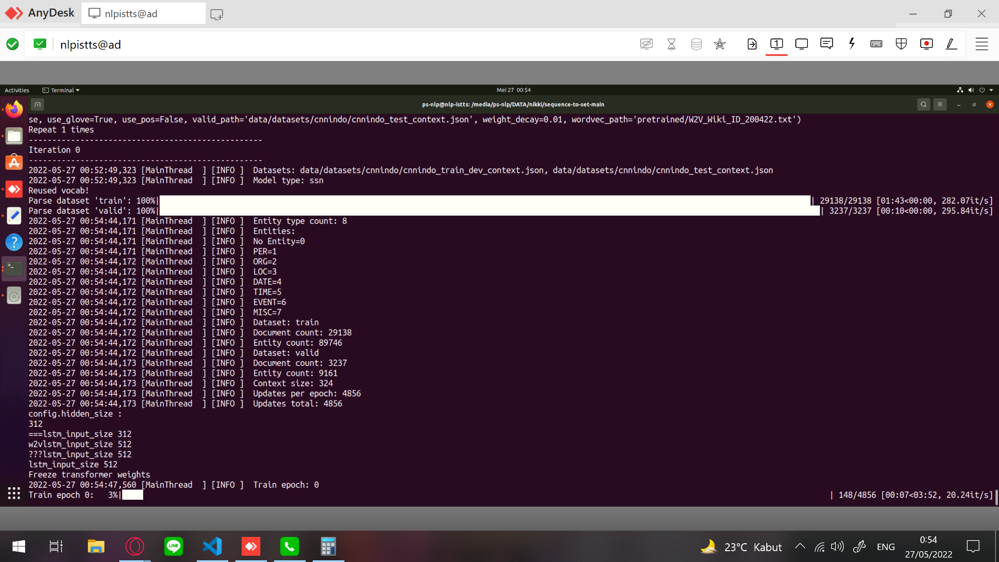 AnyDesk
nlpistts@ad
nlpistts@ad
1
Activities
Terminal
Mei 27 00:54
ps-nlp@nlp-istts: /media/ps-nlp/DATA/nikki/sequence-to-set-main
se, use_glove=True, use_pos=False, valid_path='data/datasets/cnnindo/cnnindo_test_context.json', weight_decay=0.01, wordvec_path='pretrained/W2V_Wiki_ID_200422.txt')
Repeat 1 times
--------------------------------------------------
Iteration 0
--------------------------------------------------
2022-05-27 00:52:49,323 [MainThread  ] [INFO ]  Datasets: data/datasets/cnnindo/cnnindo_train_dev_context.json, data/datasets/cnnindo/cnnindo_test_context.json
2022-05-27 00:52:49,323 [MainThread  ] [INFO ]  Model type: ssn
Reused vocab!
Parse dataset 'train': 100%| | 29138/29138 [01:43<00:00, 282.07it/s]
Parse dataset 'valid': 100%| | 3237/3237 [00:10<00:00, 295.84it/s]
2022-05-27 00:54:44,171 [MainThread  ] [INFO ]  Entity type count: 8
2022-05-27 00:54:44,171 [MainThread  ] [INFO ]  Entities:
2022-05-27 00:54:44,171 [MainThread  ] [INFO ]  No Entity=0
2022-05-27 00:54:44,171 [MainThread  ] [INFO ]  PER=1
2022-05-27 00:54:44,172 [MainThread  ] [INFO ]  ORG=2
2022-05-27 00:54:44,172 [MainThread  ] [INFO ]  LOC=3
2022-05-27 00:54:44,172 [MainThread  ] [INFO ]  DATE=4
2022-05-27 00:54:44,172 [MainThread  ] [INFO ]  TIME=5
2022-05-27 00:54:44,172 [MainThread  ] [INFO ]  EVENT=6
2022-05-27 00:54:44,172 [MainThread  ] [INFO ]  MISC=7
2022-05-27 00:54:44,172 [MainThread  ] [INFO ]  Dataset: train
2022-05-27 00:54:44,172 [MainThread  ] [INFO ]  Document count: 29138
2022-05-27 00:54:44,172 [MainThread  ] [INFO ]  Entity count: 89746
2022-05-27 00:54:44,172 [MainThread  ] [INFO ]  Dataset: valid
2022-05-27 00:54:44,173 [MainThread  ] [INFO ]  Document count: 3237
2022-05-27 00:54:44,173 [MainThread  ] [INFO ]  Entity count: 9161
2022-05-27 00:54:44,173 [MainThread  ] [INFO ]  Context size: 324
2022-05-27 00:54:44,173 [MainThread  ] [INFO ]  Updates per epoch: 4856
2022-05-27 00:54:44,173 [MainThread  ] [INFO ]  Updates total: 4856
config.hidden_size :
312
===lstm_input_size 312
w2vlstm_input_size 512
???lstm_input_size 512
lstm_input_size 512
Freeze transformer weights
2022-05-27 00:54:47,560 [MainThread  ] [INFO ]  Train epoch: 0
Train epoch 0:   3%| | 148/4856 [00:07<03:52, 20.24it/s]
LINE
23°C Kabut
ENG
0:54
27/05/2022